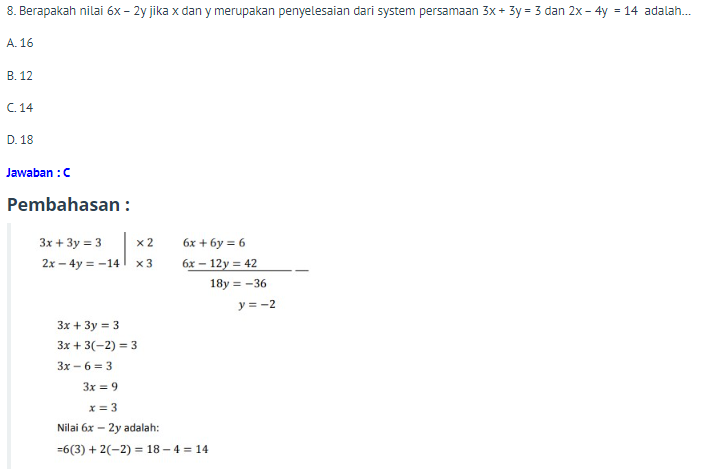 8. Berapakah nilai 6x – 2y jika x dan y merupakan penyelesaian dari system persamaan 3x + 3y = 3 dan 2x – 4y = 14 adalah...
A. 16
B. 12
C. 14
D. 18
Jawaban : C
Pembahasan :
3x + 3y = 3 | × 2 6x + 6y = 6
2x − 4y = −14 | × 3 6x − 12y = 42 −
18y = −36
y = −2
3x + 3y = 3
3x + 3(−2) = 3
3x − 6 = 3
3x = 9
x = 3
Nilai 6x − 2y adalah:
=6(3) + 2(−2) = 18 − 4 = 14